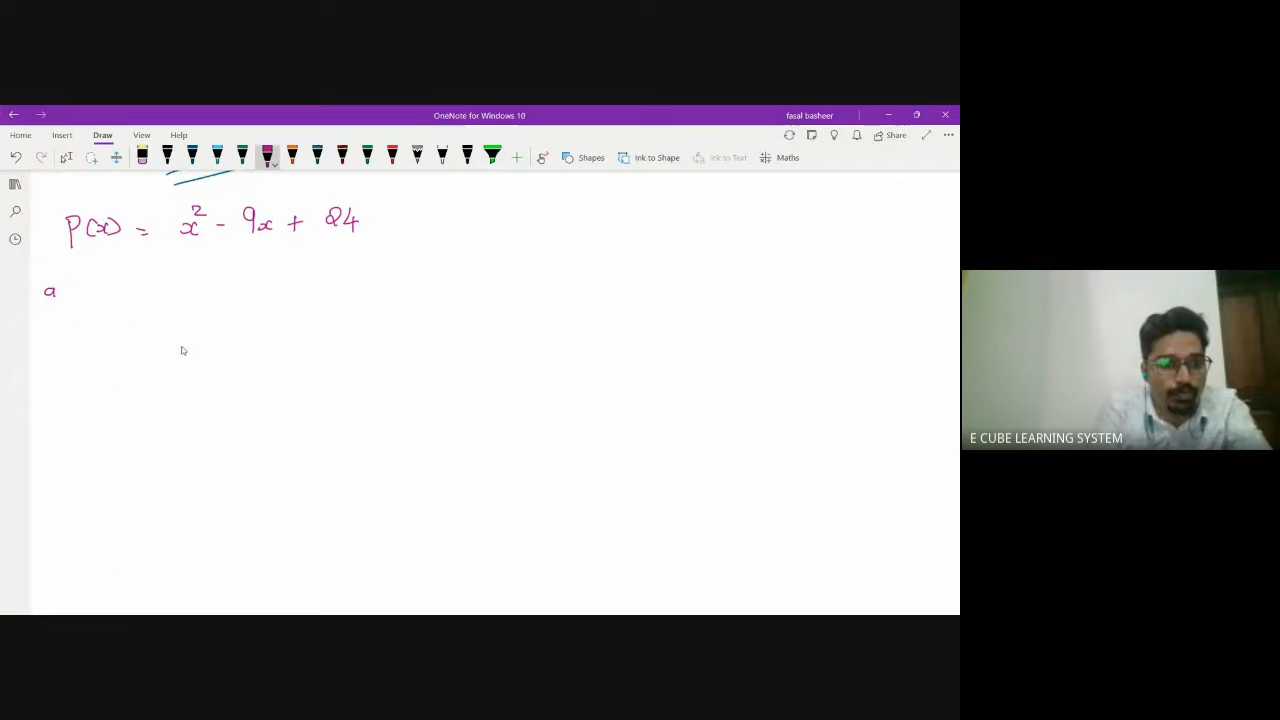 OneNote for Windows 10
fasal basheer
Home Insert Draw View Help
Share
Shapes Ink to Shape Ink to Text Maths
P(x) = x² - 9x + 24
a
E CUBE LEARNING SYSTEM